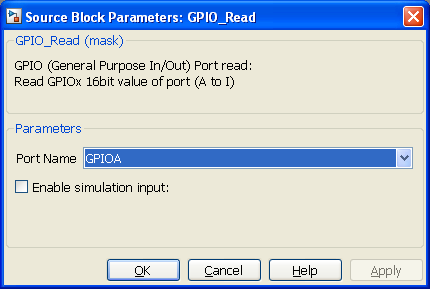 Source Block Parameters: GPIO_Read
GPIO_Read (mask)
GPIO (General Purpose In/Out) Port read:
Read GPIOx 16bit value of port (A to I)
Parameters
Port Name GPIOA
Enable simulation input:
OK Cancel Help Apply